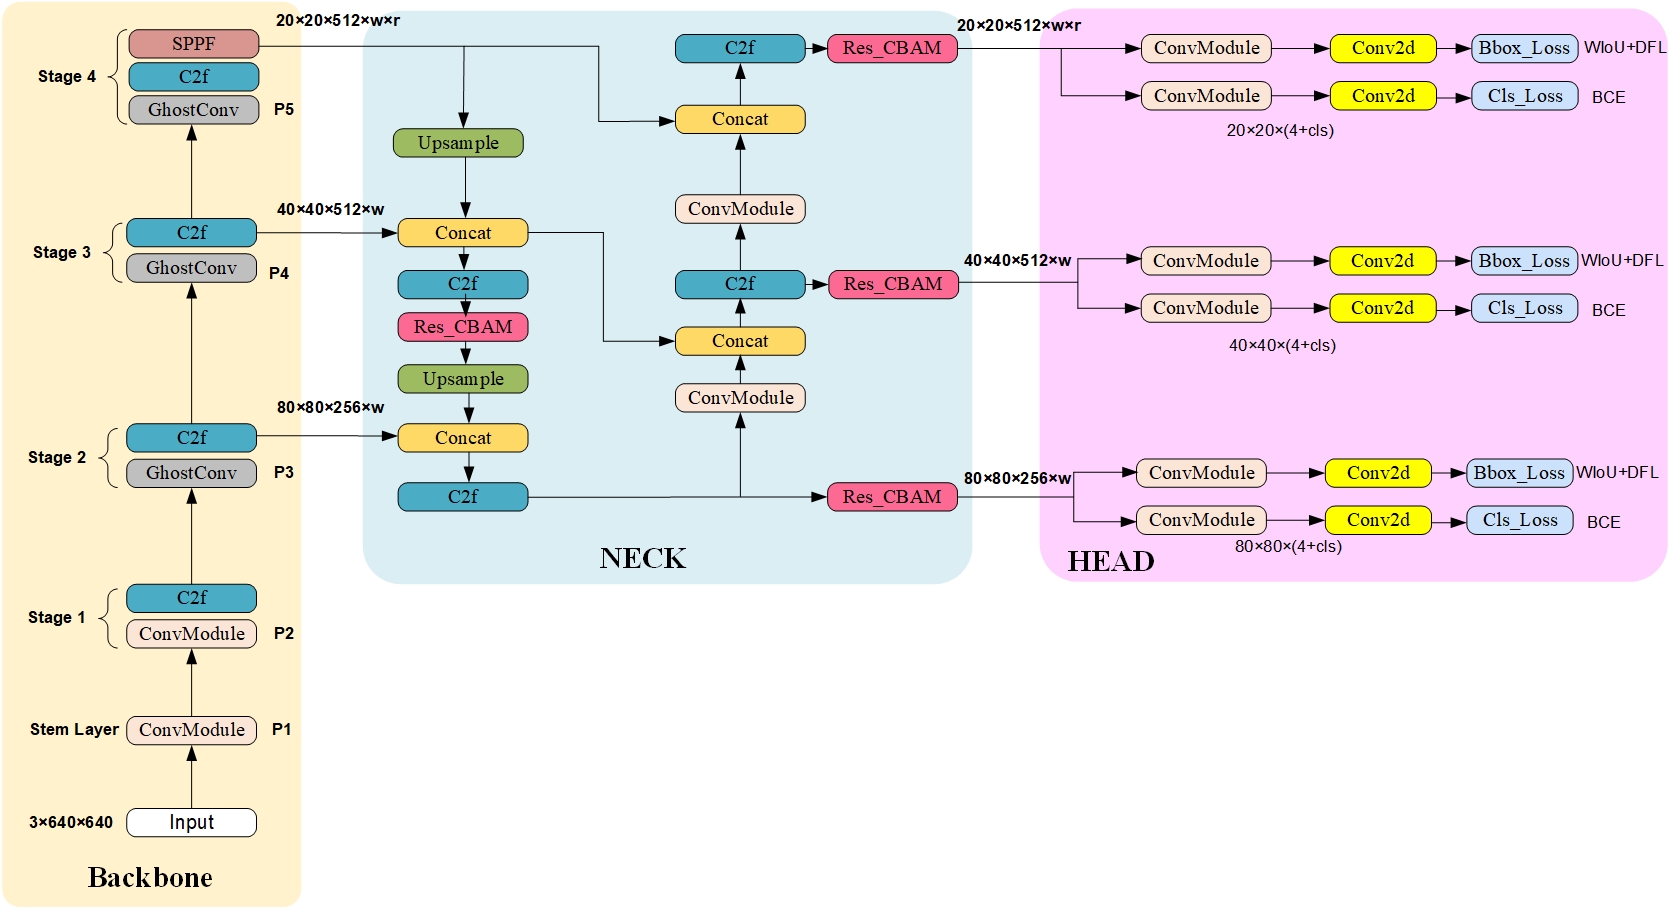 20×20×512×w×r
SPPF
Stage 4
C2f
GhostConv
P5
40×40×512×w
C2f
Stage 3
GhostConv
P4
80×80×256×w
C2f
Stage 2
GhostConv
P3
C2f
Stage 1
ConvModule
P2
Stem Layer
ConvModule
P1
3×640×640
Input
Backbone
Upsample
Concat
C2f
Res_CBAM
Upsample
Concat
C2f
C2f
Res_CBAM
Concat
ConvModule
C2f
Res_CBAM
Concat
ConvModule
Res_CBAM
NECK
20×20×512×w×r
ConvModule
Conv2d
Bbox_Loss
WIoU+DFL
ConvModule
Conv2d
Cls_Loss
BCE
20×20×(4+cls)
40×40×512×w
ConvModule
Conv2d
Bbox_Loss
WIoU+DFL
ConvModule
Conv2d
Cls_Loss
BCE
40×40×(4+cls)
80×80×256×w
ConvModule
Conv2d
Bbox_Loss
WIoU+DFL
ConvModule
Conv2d
Cls_Loss
BCE
80×80×(4+cls)
HEAD